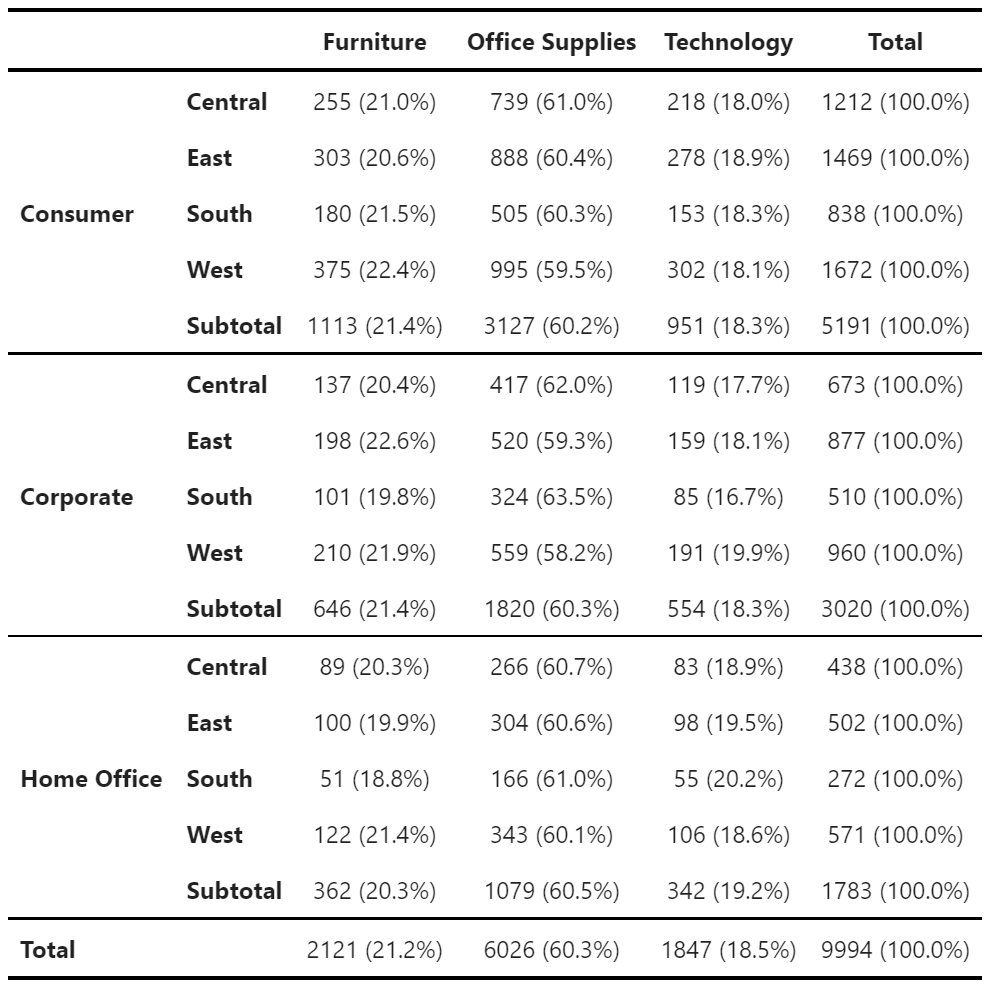 Furniture Office Supplies Technology Total
Central 255 (21.0%) 739 (61.0%) 218 (18.0%) 1212 (100.0%)
East 303 (20.6%) 888 (60.4%) 278 (18.9%) 1469 (100.0%)
Consumer South 180 (21.5%) 505 (60.3%) 153 (18.3%) 838 (100.0%)
West 375 (22.4%) 995 (59.5%) 302 (18.1%) 1672 (100.0%)
Subtotal 1113 (21.4%) 3127 (60.2%) 951 (18.3%) 5191 (100.0%)
Central 137 (20.4%) 417 (62.0%) 119 (17.7%) 673 (100.0%)
East 198 (22.6%) 520 (59.3%) 159 (18.1%) 877 (100.0%)
Corporate South 101 (19.8%) 324 (63.5%) 85 (16.7%) 510 (100.0%)
West 210 (21.9%) 559 (58.2%) 191 (19.9%) 960 (100.0%)
Subtotal 646 (21.4%) 1820 (60.3%) 554 (18.3%) 3020 (100.0%)
Central 89 (20.3%) 266 (60.7%) 83 (18.9%) 438 (100.0%)
East 100 (19.9%) 304 (60.6%) 98 (19.5%) 502 (100.0%)
Home Office South 51 (18.8%) 166 (61.0%) 55 (20.2%) 272 (100.0%)
West 122 (21.4%) 343 (60.1%) 106 (18.6%) 571 (100.0%)
Subtotal 362 (20.3%) 1079 (60.5%) 342 (19.2%) 1783 (100.0%)
Total 2121 (21.2%) 6026 (60.3%) 1847 (18.5%) 9994 (100.0%)